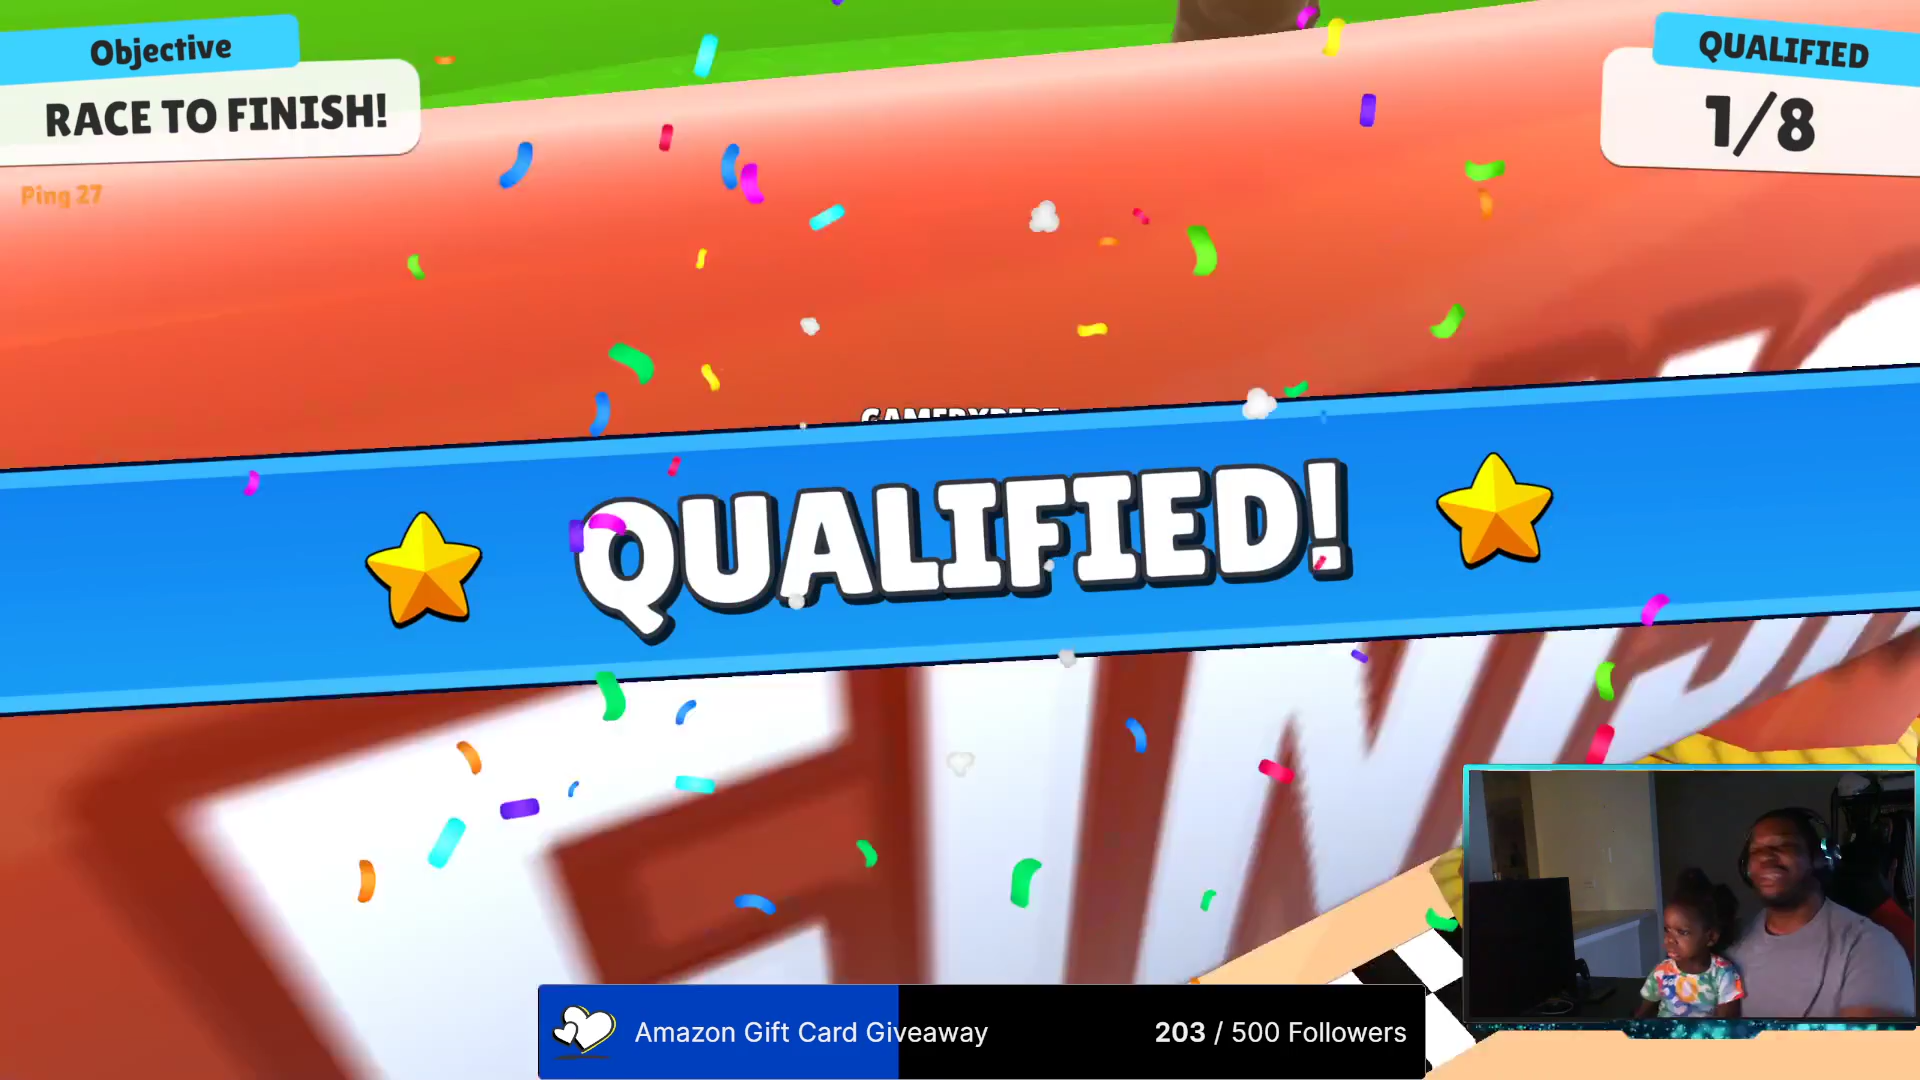 Objective
RACE TO FINISH!
Ping 27
QUALIFIED
1/8
QUALIFIED!
Amazon Gift Card Giveaway
203 / 500 Followers